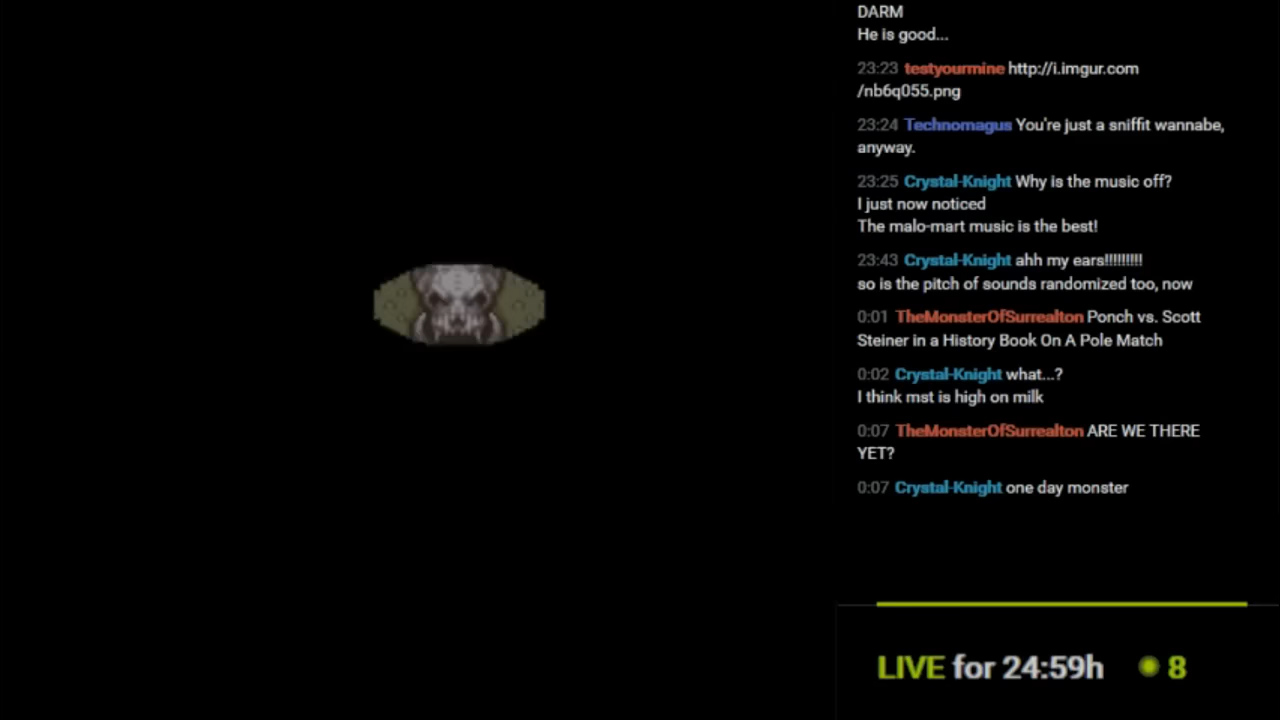 DARM
He is good...
23:23 testyourmine http://i.imgur.com
/nb6q055.png
23:24 Technomagus You're just a sniffit wannabe,
anyway.
23:25 Crystal-Knight Why is the music off?
I just now noticed
The malo-mart music is the best!
23:43 Crystal-Knight ahh my ears!!!!!!!!!
so is the pitch of sounds randomized too, now
0:01 TheMonsterOfSurrealton Ponch vs. Scott
Steiner in a History Book On A Pole Match
0:02 Crystal-Knight what...?
I think mst is high on milk
0:07 TheMonsterOfSurrealton ARE WE THERE
YET?
0:07 Crystal-Knight one day monster
LIVE for 24:59h 8